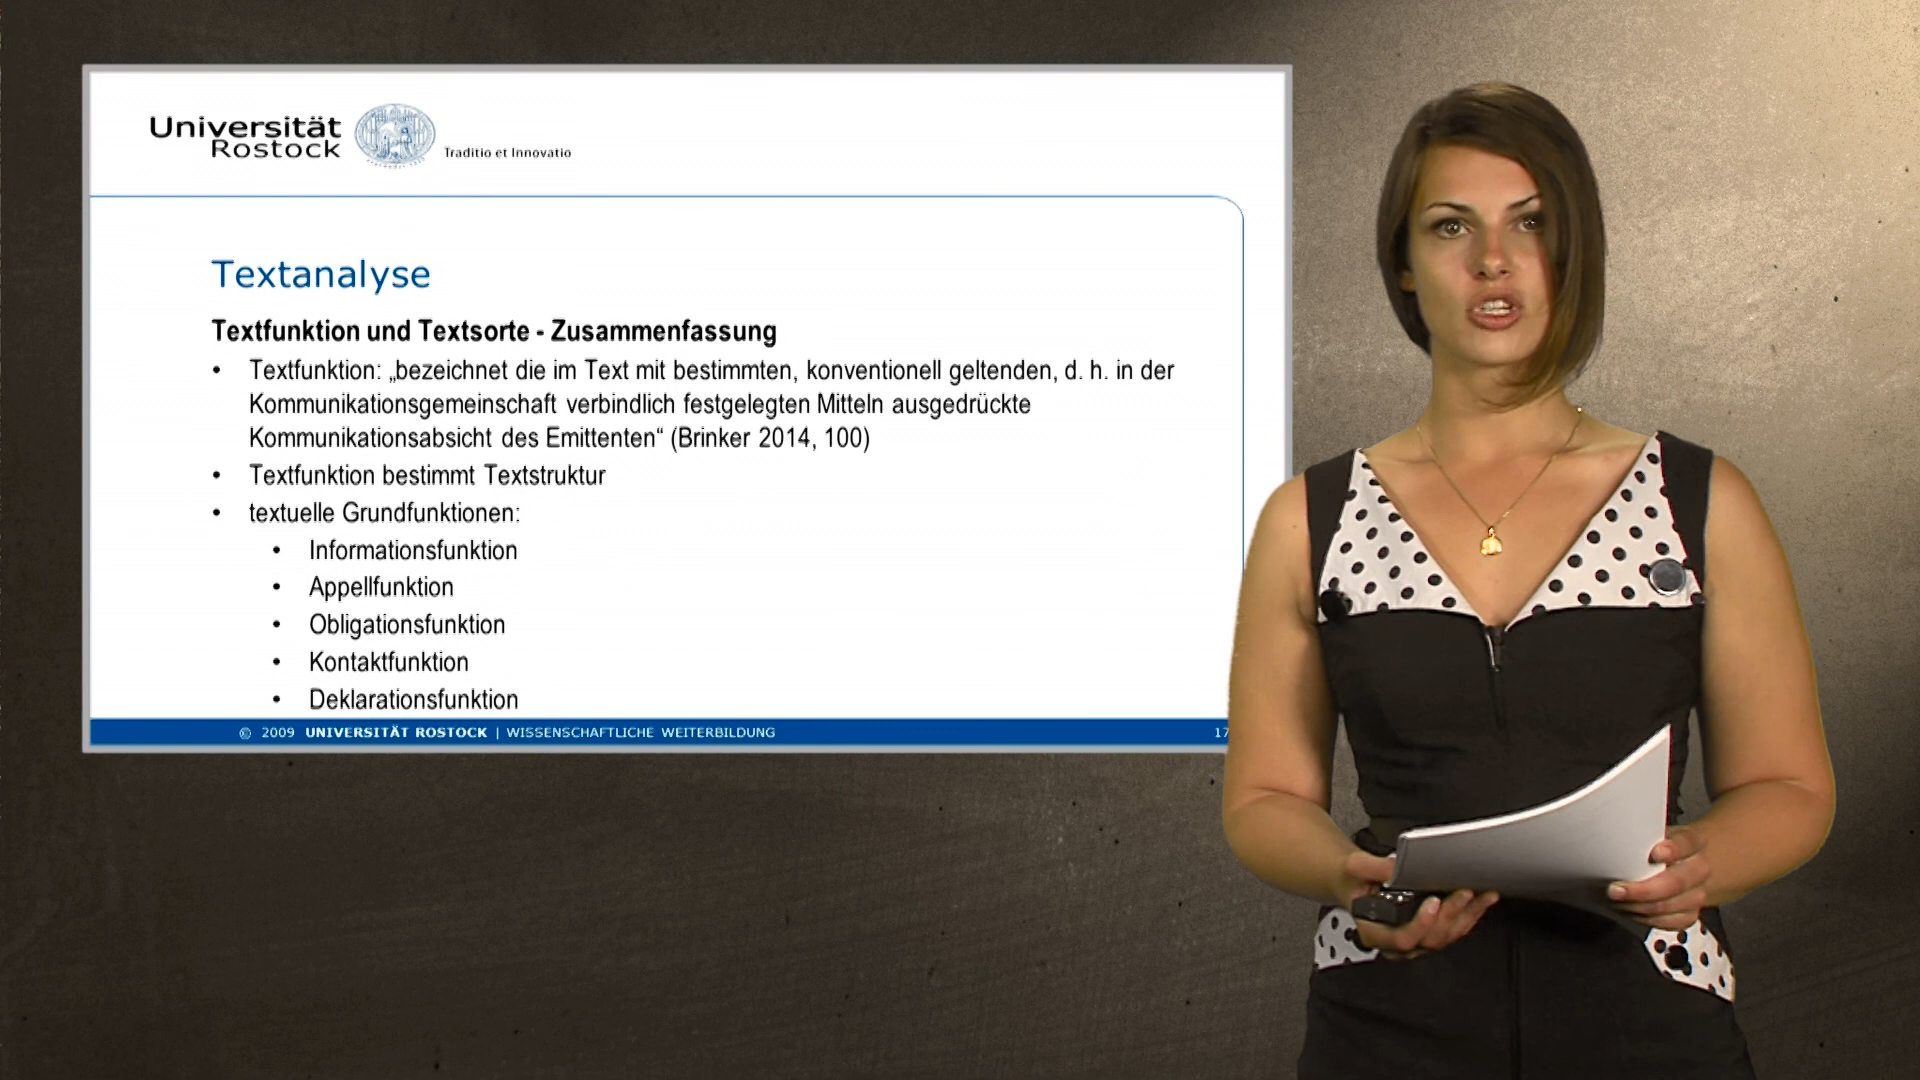 Universität
Rostock
Traditio et Innovatio
Textanalyse
Textfunktion und Textsorte - Zusammenfassung
• Textfunktion: „bezeichnet die im Text mit bestimmten, konventionell geltenden, d. h. in der
Kommunikationsgemeinschaft verbindlich festgelegten Mitteln ausgedrückte
Kommunikationsabsicht des Emittenten“ (Brinker 2014, 100)
• Textfunktion bestimmt Textstruktur
• textuelle Grundfunktionen:
• Informationsfunktion
• Appellfunktion
• Obligationsfunktion
• Kontaktfunktion
• Deklarationsfunktion
© 2009 UNIVERSITÄT ROSTOCK | WISSENSCHAFTLICHE WEITERBILDUNG
17